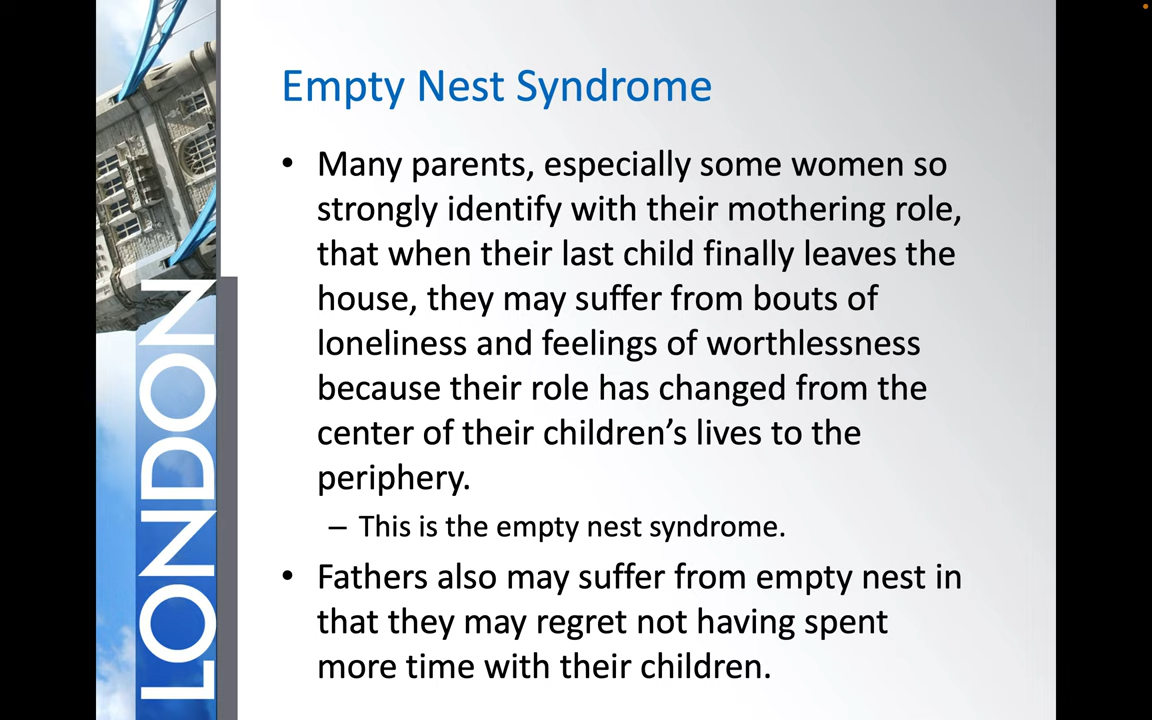 LONDON
Empty Nest Syndrome
• Many parents, especially some women so
strongly identify with their mothering role,
that when their last child finally leaves the
house, they may suffer from bouts of
loneliness and feelings of worthlessness
because their role has changed from the
center of their children’s lives to the
periphery.
– This is the empty nest syndrome.
• Fathers also may suffer from empty nest in
that they may regret not having spent
more time with their children.